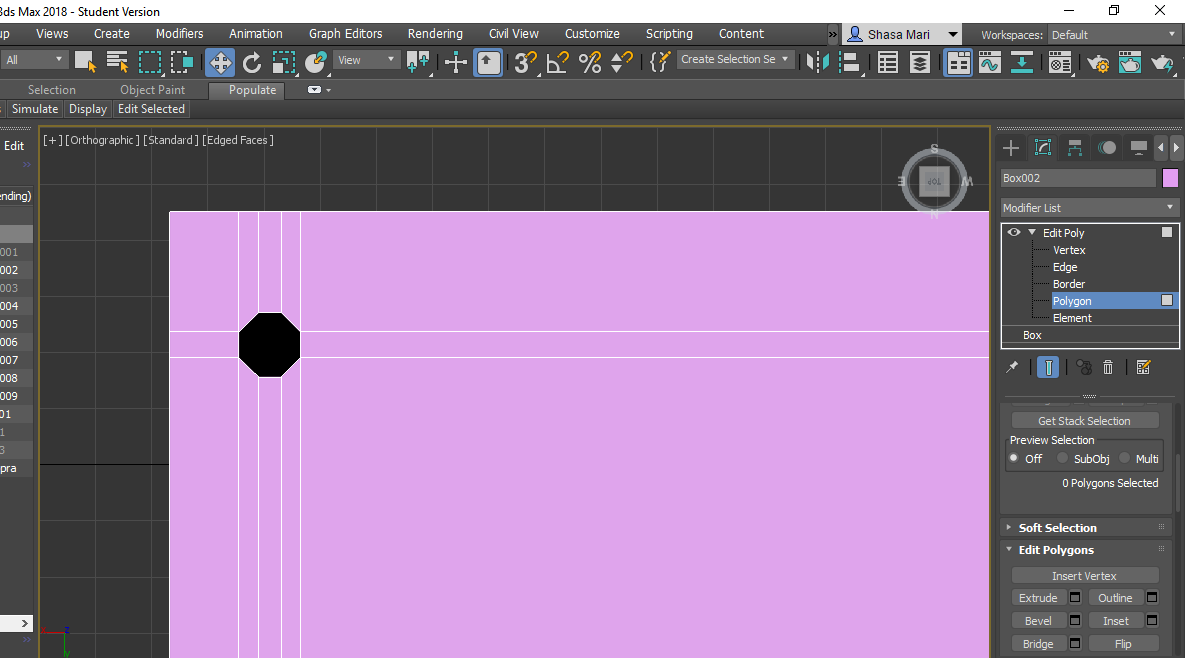 3ds Max 2018 - Student Version
up Views Create Modifiers Animation Graph Editors Rendering Civil View Customize Scripting Content » Shasa Mari Workspaces: Default
All View Create Selection Se
Selection Object Paint Populate
Simulate Display Edit Selected
Edit
»
ending)
001
002
003
004
005
006
007
008
009
01
1
3
pra
>
»
[+] [Orthographic] [Standard] [Edged Faces]
S
E TOP W
N
Box002
Modifier List
Edit Poly
Vertex
Edge
Border
Polygon
Element
Box
Get Stack Selection
Preview Selection
Off SubObj Multi
0 Polygons Selected
Soft Selection
Edit Polygons
Insert Vertex
Extrude Outline
Bevel Inset
Bridge Flip